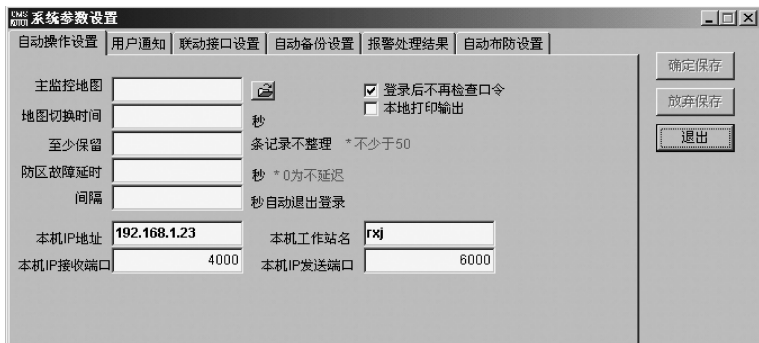 系统参数设置
自动操作设置 用户通知 联动接口设置 自动备份设置 报警处理结果 自动布防设置
确定保存
放弃保存
退出
主监控地图
登录后不再检查口令
本地打印输出
地图切换时间 秒
至少保留 条记录不整理 *不少于50
防区故障延时 秒 *0为不延迟
间隔 秒自动退出登录
本机IP地址 192.168.1.23 本机工作站名 rxj
本机IP接收端口 4000 本机IP发送端口 6000